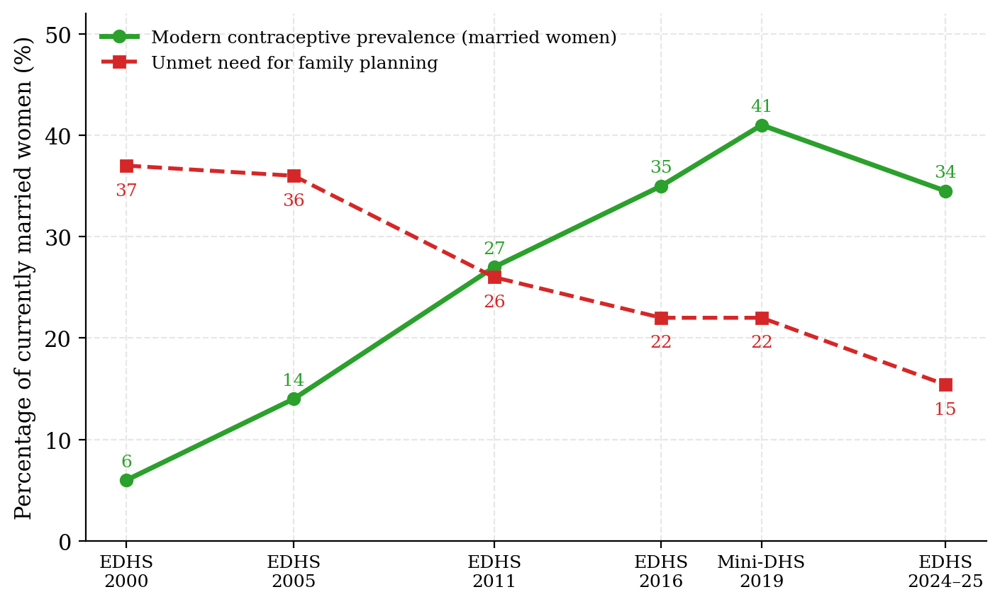 Modern contraceptive prevalence (married women)
Unmet need for family planning
Percentage of currently married women (%)
50
40
30
20
10
0
6
14
27
35
41
34
37
36
26
22
22
15
EDHS
2000
EDHS
2005
EDHS
2011
EDHS
2016
Mini-DHS
2019
EDHS
2024–25